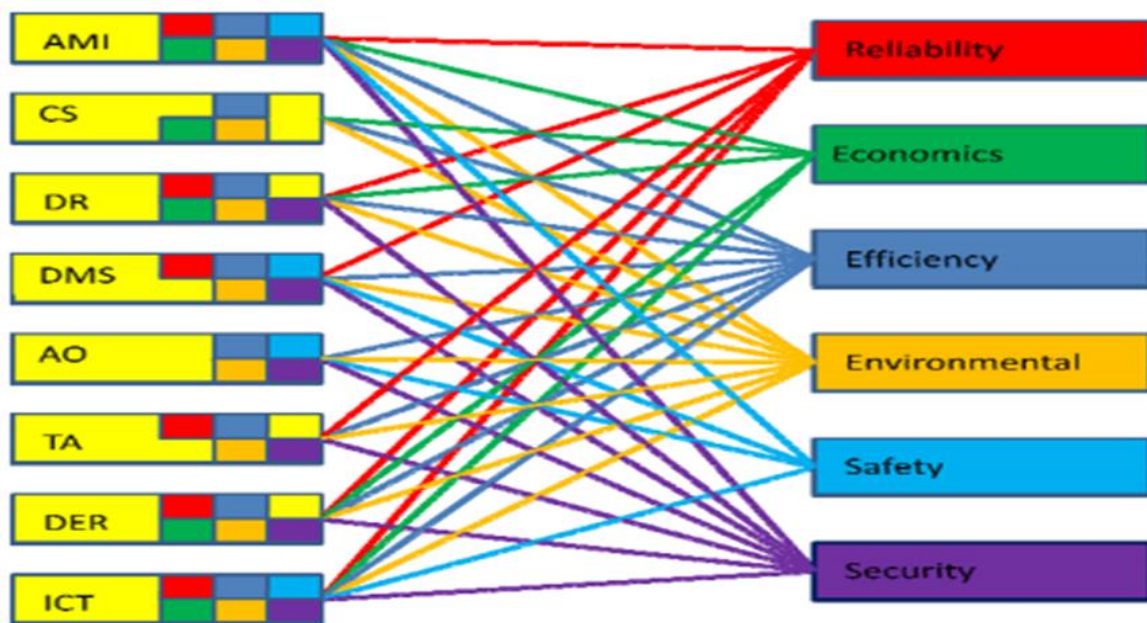 AMI
CS
DR
DMS
AO
TA
DER
ICT
Reliability
Economics
Efficiency
Environmental
Safety
Security